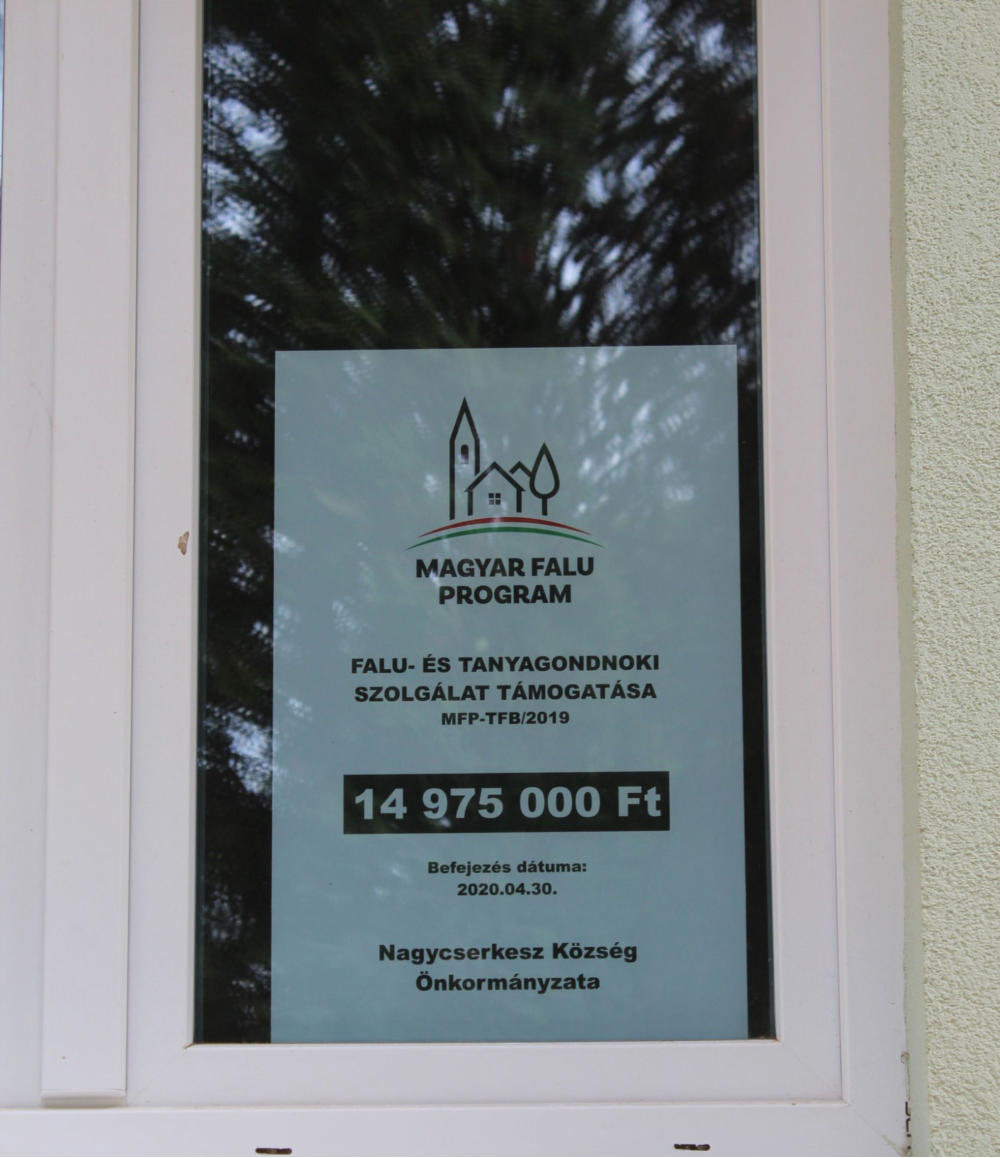 MAGYAR FALU
PROGRAM
FALU- ÉS TANYAGONDNOKI
SZOLGÁLAT TÁMOGATÁSA
MFP-TFB/2019
14 975 000 Ft
Befejezés dátuma:
2020.04.30.
Nagycserkesz Község
Önkormányzata